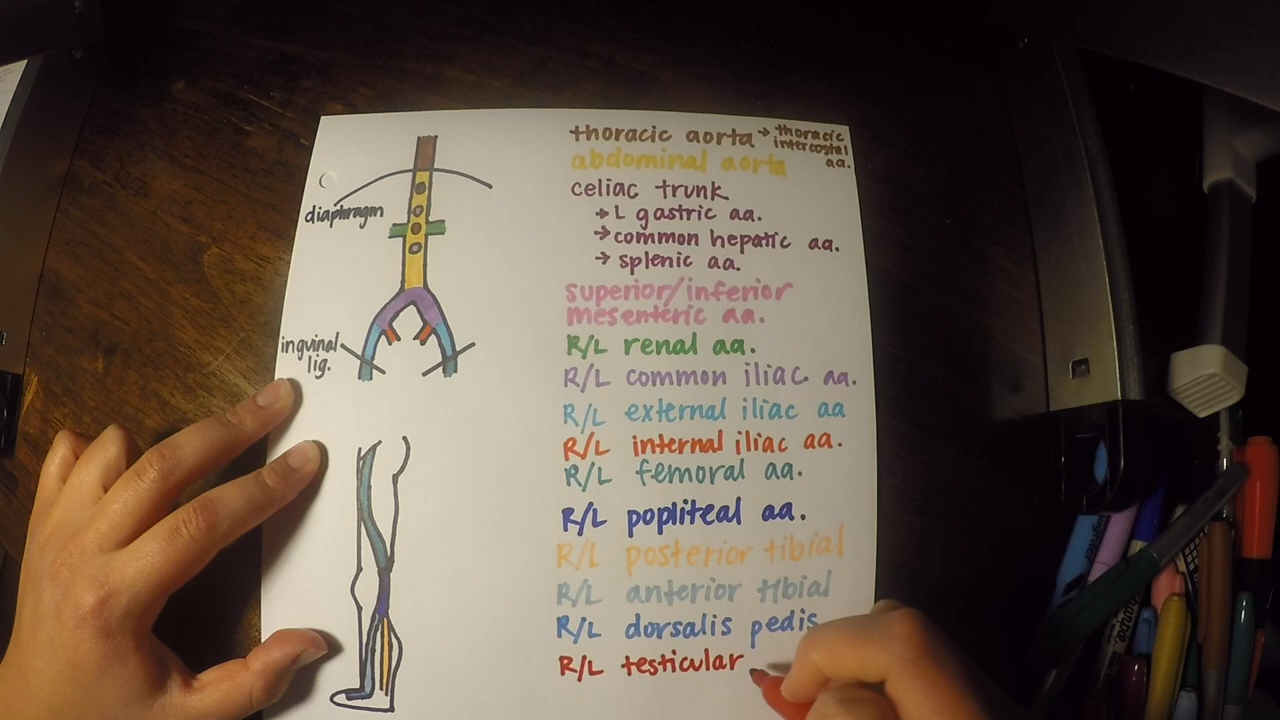 thoracic aorta → thoracic
intercostal
aa.
abdominal aorta
celiac trunk
→ L gastric aa.
→ common hepatic aa.
→ splenic aa.
superior/inferior
mesenteric aa.
R/L renal aa.
R/L common iliac aa.
R/L external iliac aa
R/L internal iliac aa.
R/L femoral aa.
R/L popliteal aa.
R/L posterior tibial
R/L anterior tibial
R/L dorsalis pedis
R/L testicular
diaphragm
inguinal
lig.